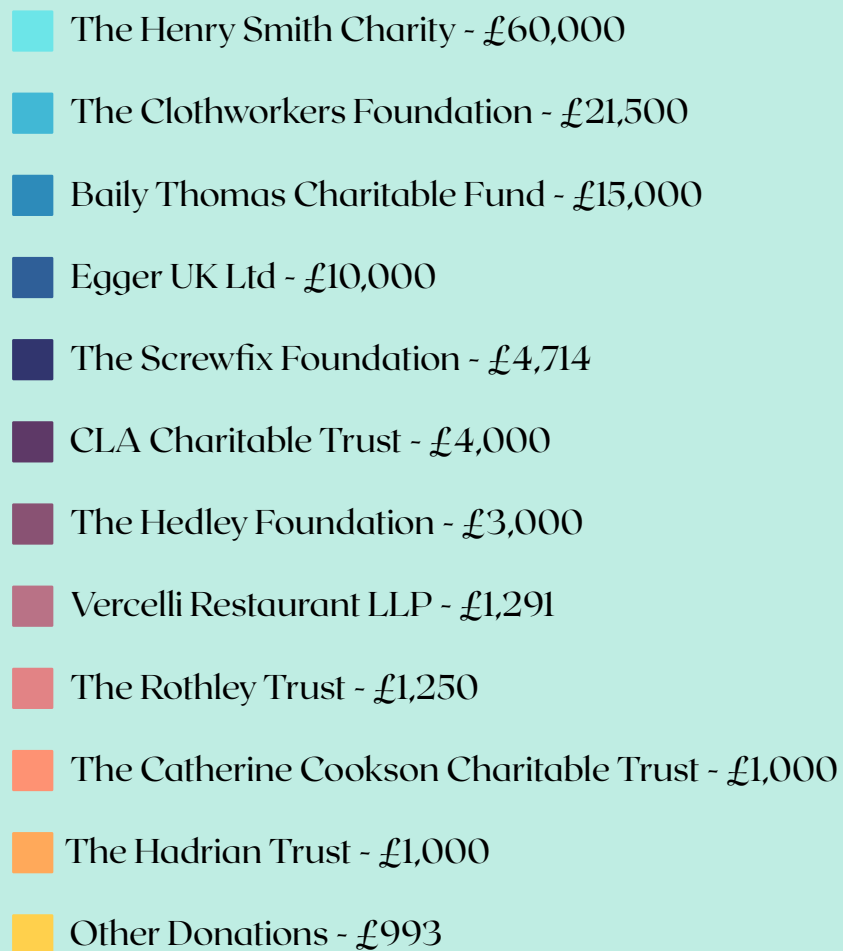 The Henry Smith Charity - £60,000
The Clothworkers Foundation - £21,500
Baily Thomas Charitable Fund - £15,000
Egger UK Ltd - £10,000
The Screwfix Foundation - £4,714
CLA Charitable Trust - £4,000
The Hedley Foundation - £3,000
Vercelli Restaurant LLP - £1,291
The Rothley Trust - £1,250
The Catherine Cookson Charitable Trust - £1,000
The Hadrian Trust - £1,000
Other Donations - £993